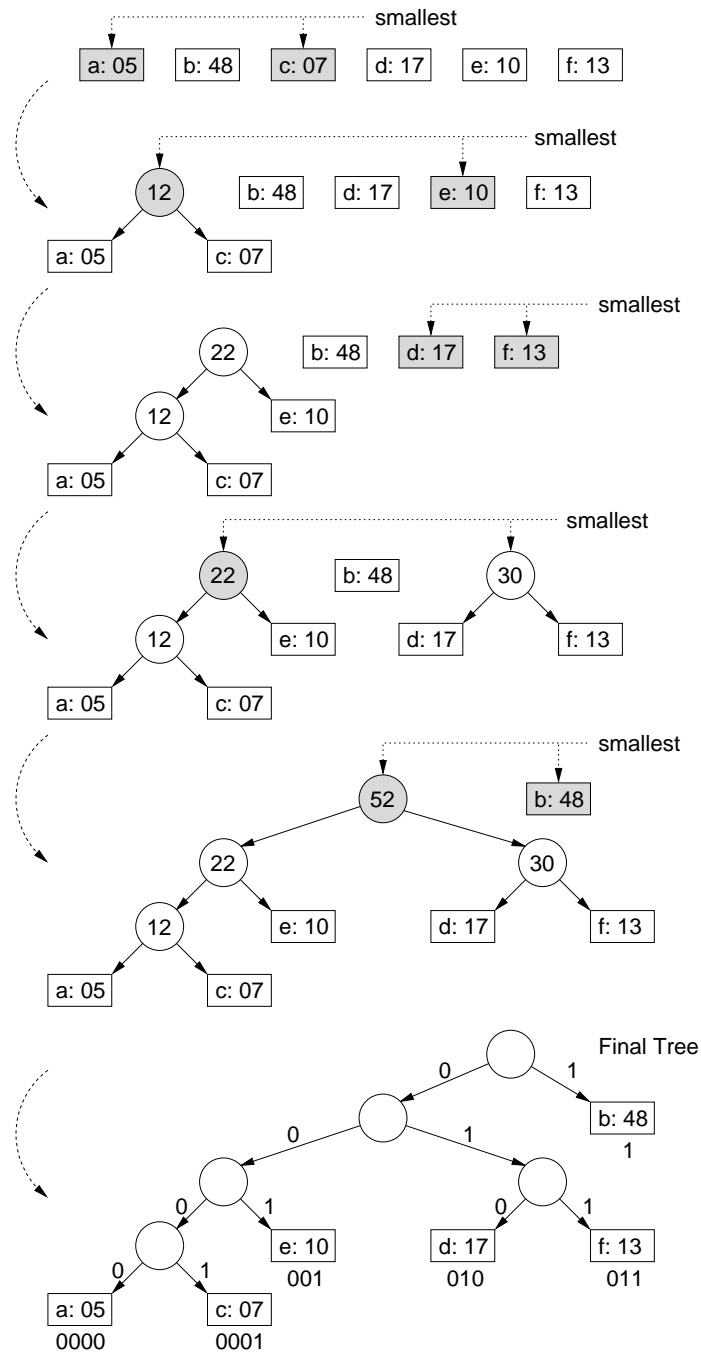 smallest
a: 05 b: 48 c: 07 d: 17 e: 10 f: 13
smallest
12 b: 48 d: 17 e: 10 f: 13
a: 05 c: 07
smallest
22 b: 48 d: 17 f: 13
12 e: 10
a: 05 c: 07
smallest
22 b: 48 30
12 e: 10 d: 17 f: 13
a: 05 c: 07
smallest
52 b: 48
22 30
12 e: 10 d: 17 f: 13
a: 05 c: 07
Final Tree
0 1
b: 48
0 1 1
0 1 0 1
e: 10 d: 17 f: 13
0 1 001 010 011
a: 05 c: 07
0000 0001